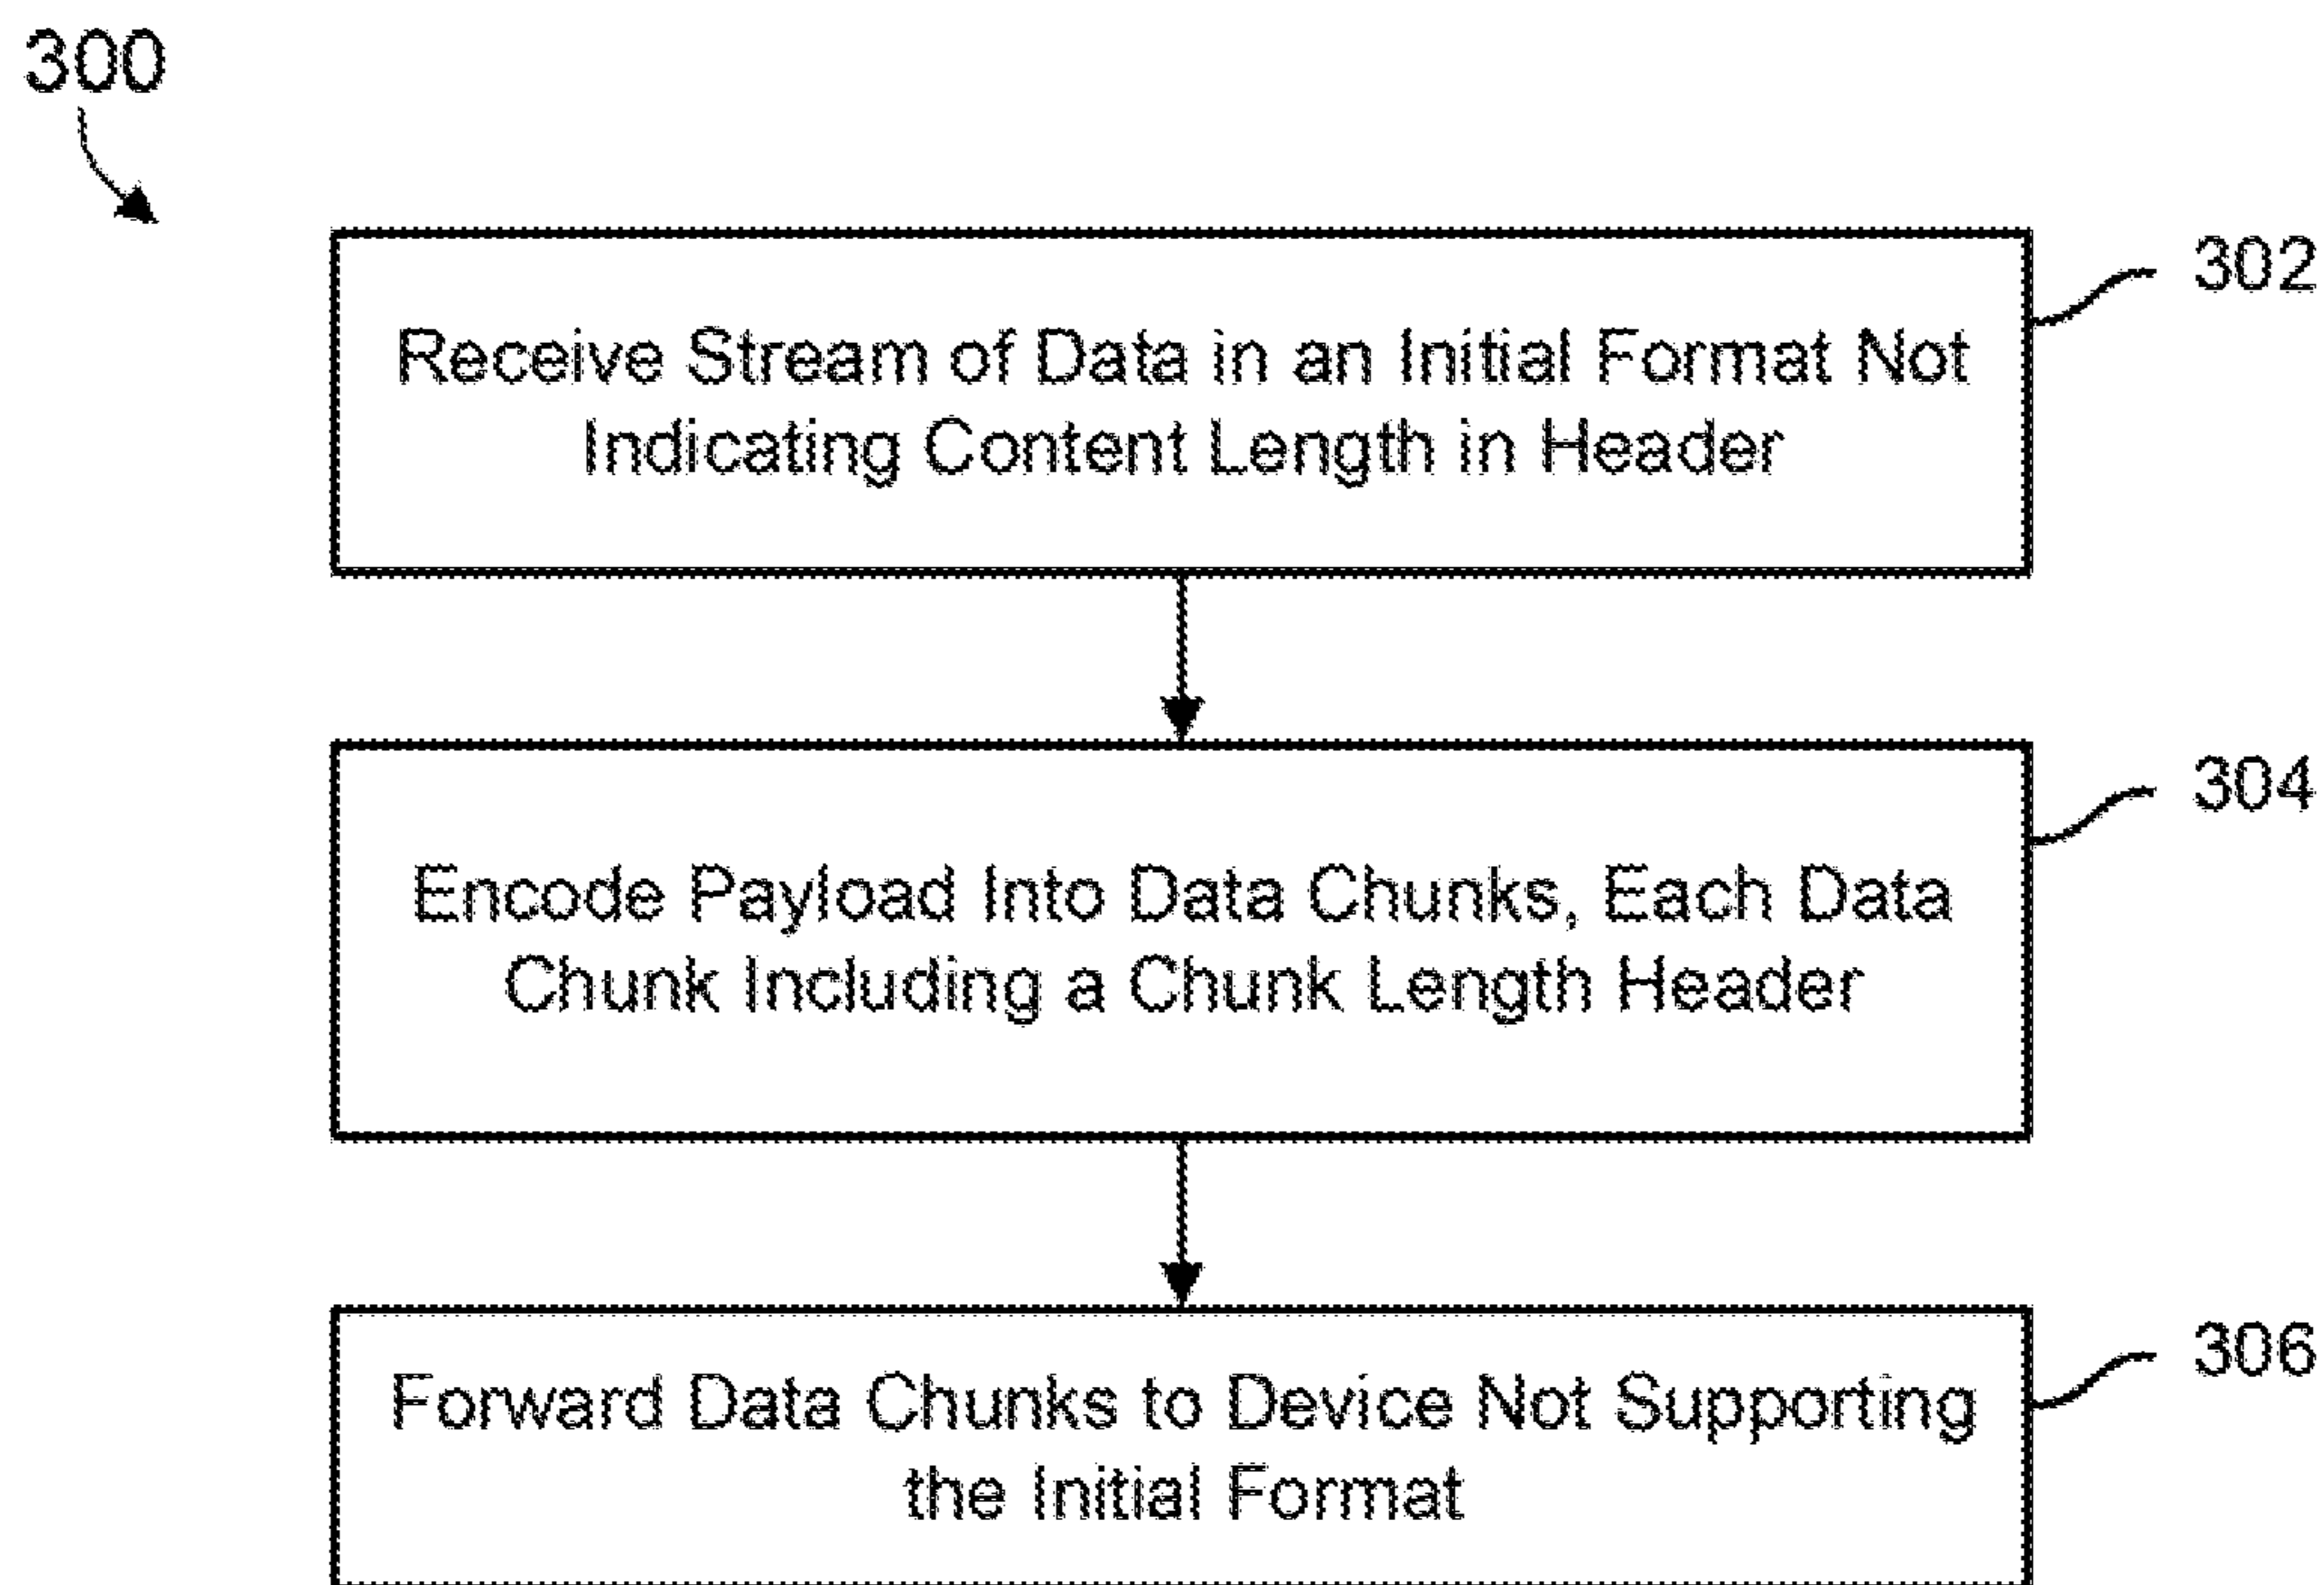 300
302
Receive Stream of Data in an Initial Format Not
Indicating Content Length in Header
304
Encode Payload Into Data Chunks, Each Data
Chunk Including a Chunk Length Header
306
Forward Data Chunks to Device Not Supporting
the Initial Format